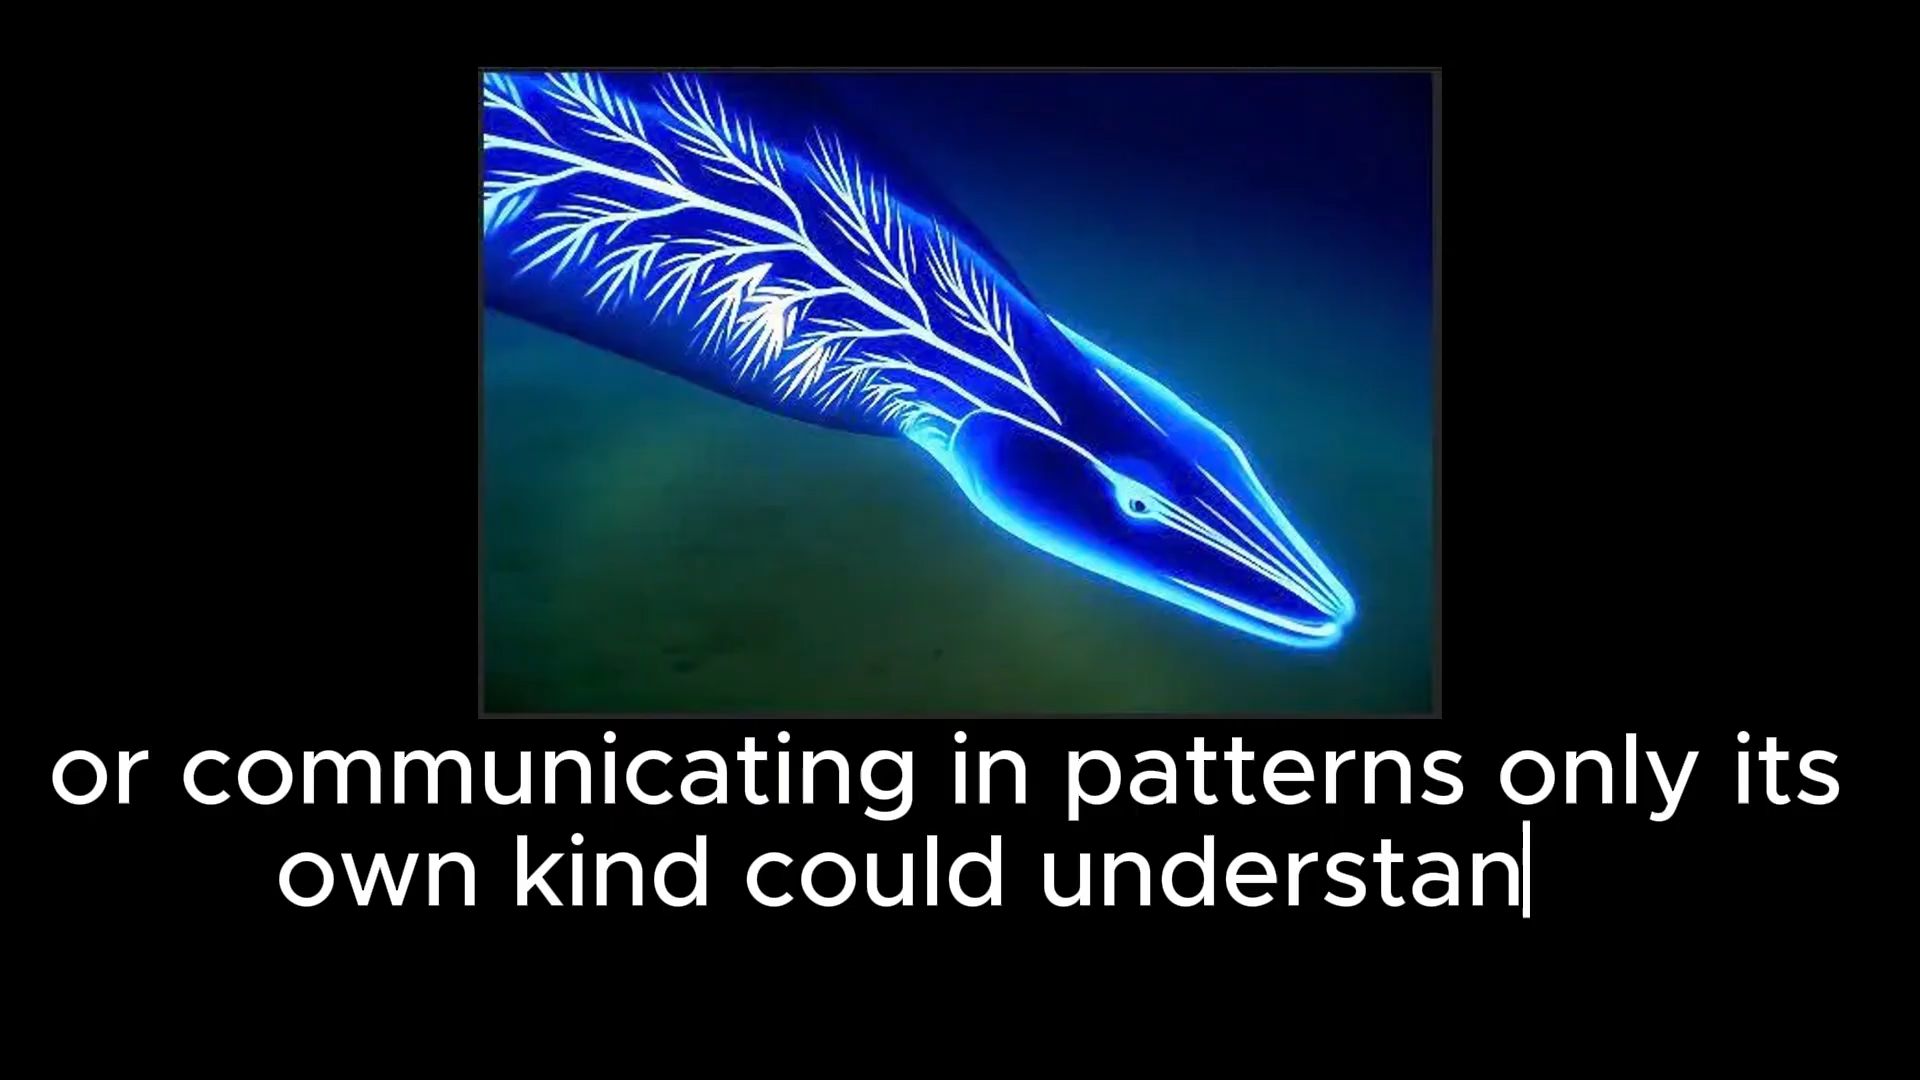 or communicating in patterns only its
own kind could understan